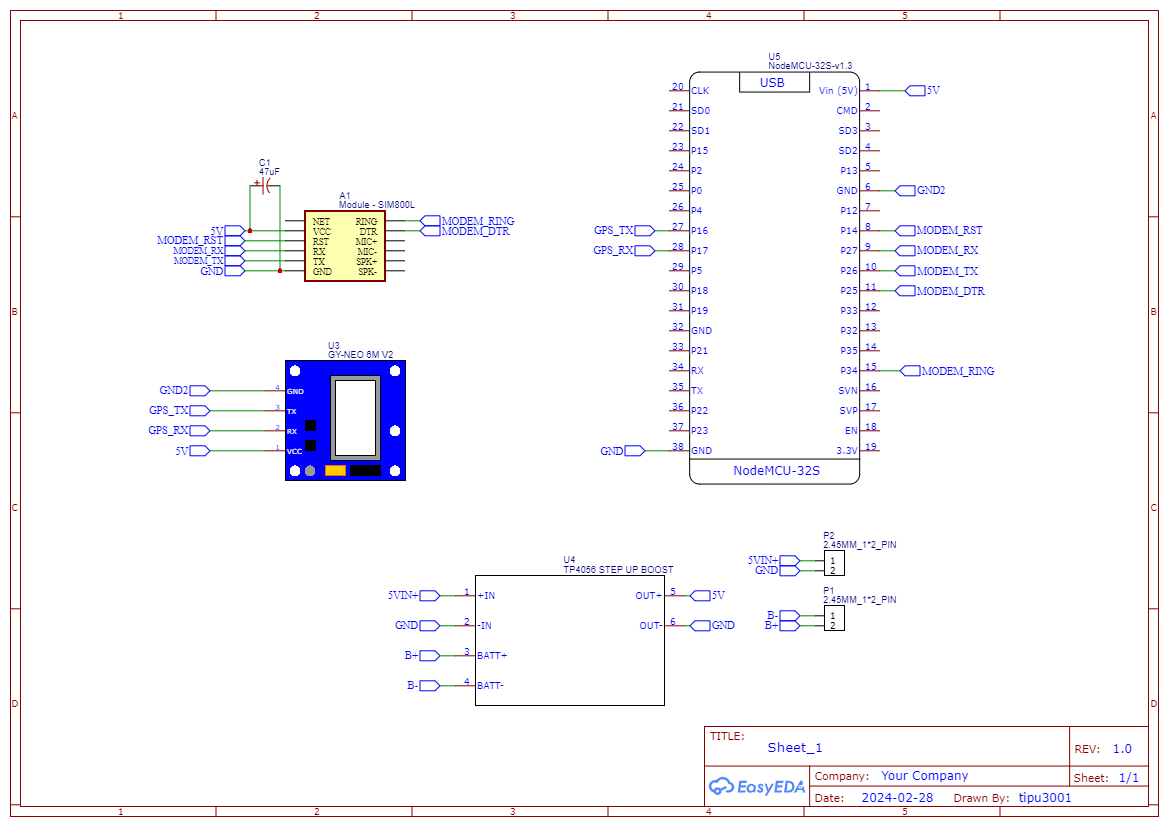 1 2 3 4 5
A A
B B
C C
D D
1 2 3 4 5
U5
NodeMCU-32S-v1.3
USB
20 CLK
21 SD0
22 SD1
23 P15
24 P2
25 P0
26 P4
GPS_TX 27 P16
GPS_RX 28 P17
29 P5
30 P18
31 P19
32 GND
33 P21
34 RX
35 TX
36 P22
37 P23
GND 38 GND
Vin (5V) 1 5V
CMD 2
SD3 3
SD2 4
P13 5
GND 6 GND2
P12 7
P14 8 MODEM_RST
P27 9 MODEM_RX
P26 10 MODEM_TX
P25 11 MODEM_DTR
P33 12
P32 13
P35 14
P34 15 MODEM_RING
SVN 16
SVP 17
EN 18
3.3V 19
NodeMCU-32S
C1
47uF
+
A1
Module - SIM800L
NET RING MODEM_RING
5V VCC DTR MODEM_DTR
MODEM_RST RST MIC+
MODEM_RX RX MIC-
MODEM_TX TX SPK+
GND GND SPK-
U3
GY-NEO 6M V2
GND2 4 GND
GPS_TX 3 TX
GPS_RX 2 RX
5V 1 VCC
U4
TP4056 STEP UP BOOST
5VIN+ 1 +IN OUT+ 5 5V
GND 2 -IN OUT- 6 GND
B+ 3 BATT+
B- 4 BATT-
P2
2.45MM_1*2_PIN
5VIN+ 1
GND 2
P1
2.45MM_1*2_PIN
B- 1
B+ 2
TITLE:
Sheet_1
REV: 1.0
EasyEDA
Company: Your Company
Sheet: 1/1
Date: 2024-02-28 Drawn By: tipu3001